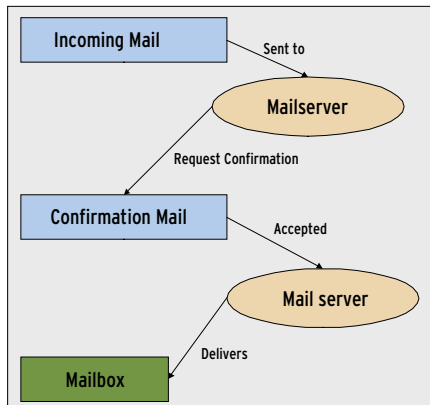 Incoming Mail
Sent to
Mailserver
Request Confirmation
Confirmation Mail
Accepted
Mail server
Delivers
Mailbox